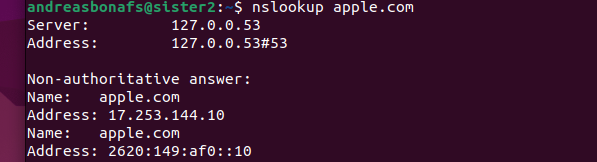 andreasbonafs@sister2:~$ nslookup apple.com
Server:         127.0.0.53
Address:        127.0.0.53#53

Non-authoritative answer:
Name:   apple.com
Address: 17.253.144.10
Name:   apple.com
Address: 2620:149:af0::10